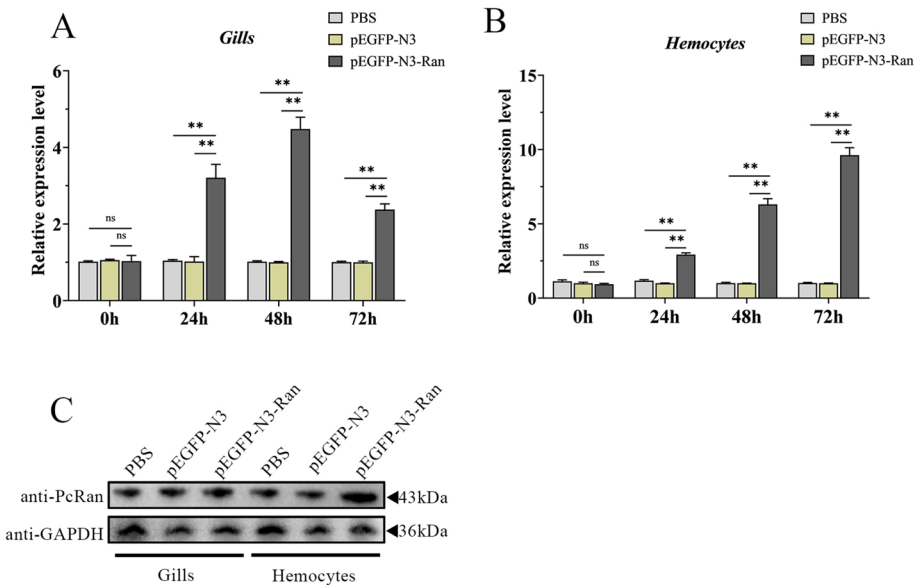 A
Gills
PBS
pEGFP-N3
pEGFP-N3-Ran
Relative expression level
6
4
2
0
ns
ns
**
**
**
**
**
**
0h 24h 48h 72h
B
Hemocytes
PBS
pEGFP-N3
pEGFP-N3-Ran
Relative expression level
15
10
5
0
ns
ns
**
**
**
**
**
**
0h 24h 48h 72h
C
PBS pEGFP-N3 pEGFP-N3-Ran PBS pEGFP-N3 pEGFP-N3-Ran
anti-PcRan 43kDa
anti-GAPDH 36kDa
Gills Hemocytes